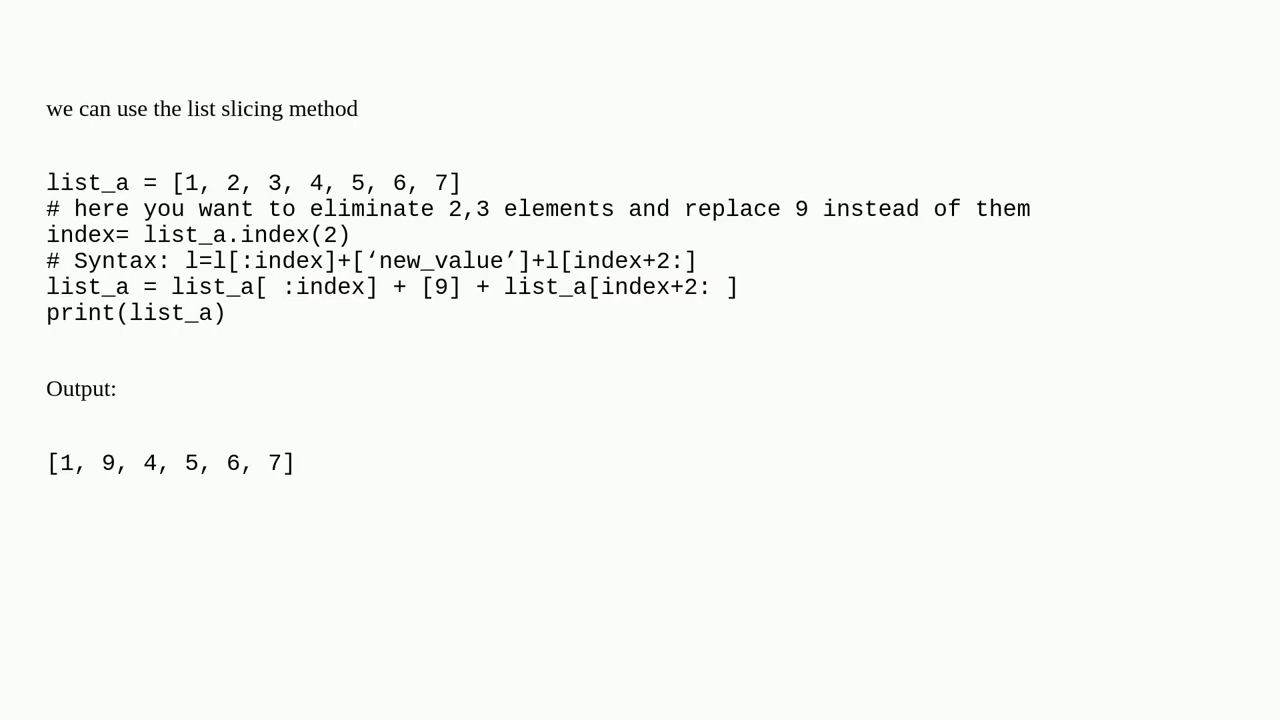 we can use the list slicing method
list_a = [1, 2, 3, 4, 5, 6, 7]
# here you want to eliminate 2,3 elements and replace 9 instead of them
index= list_a.index(2)
# Syntax: l=l[:index]+[‘new_value’]+l[index+2:]
list_a = list_a[ :index] + [9] + list_a[index+2: ]
print(list_a)
Output:
[1, 9, 4, 5, 6, 7]